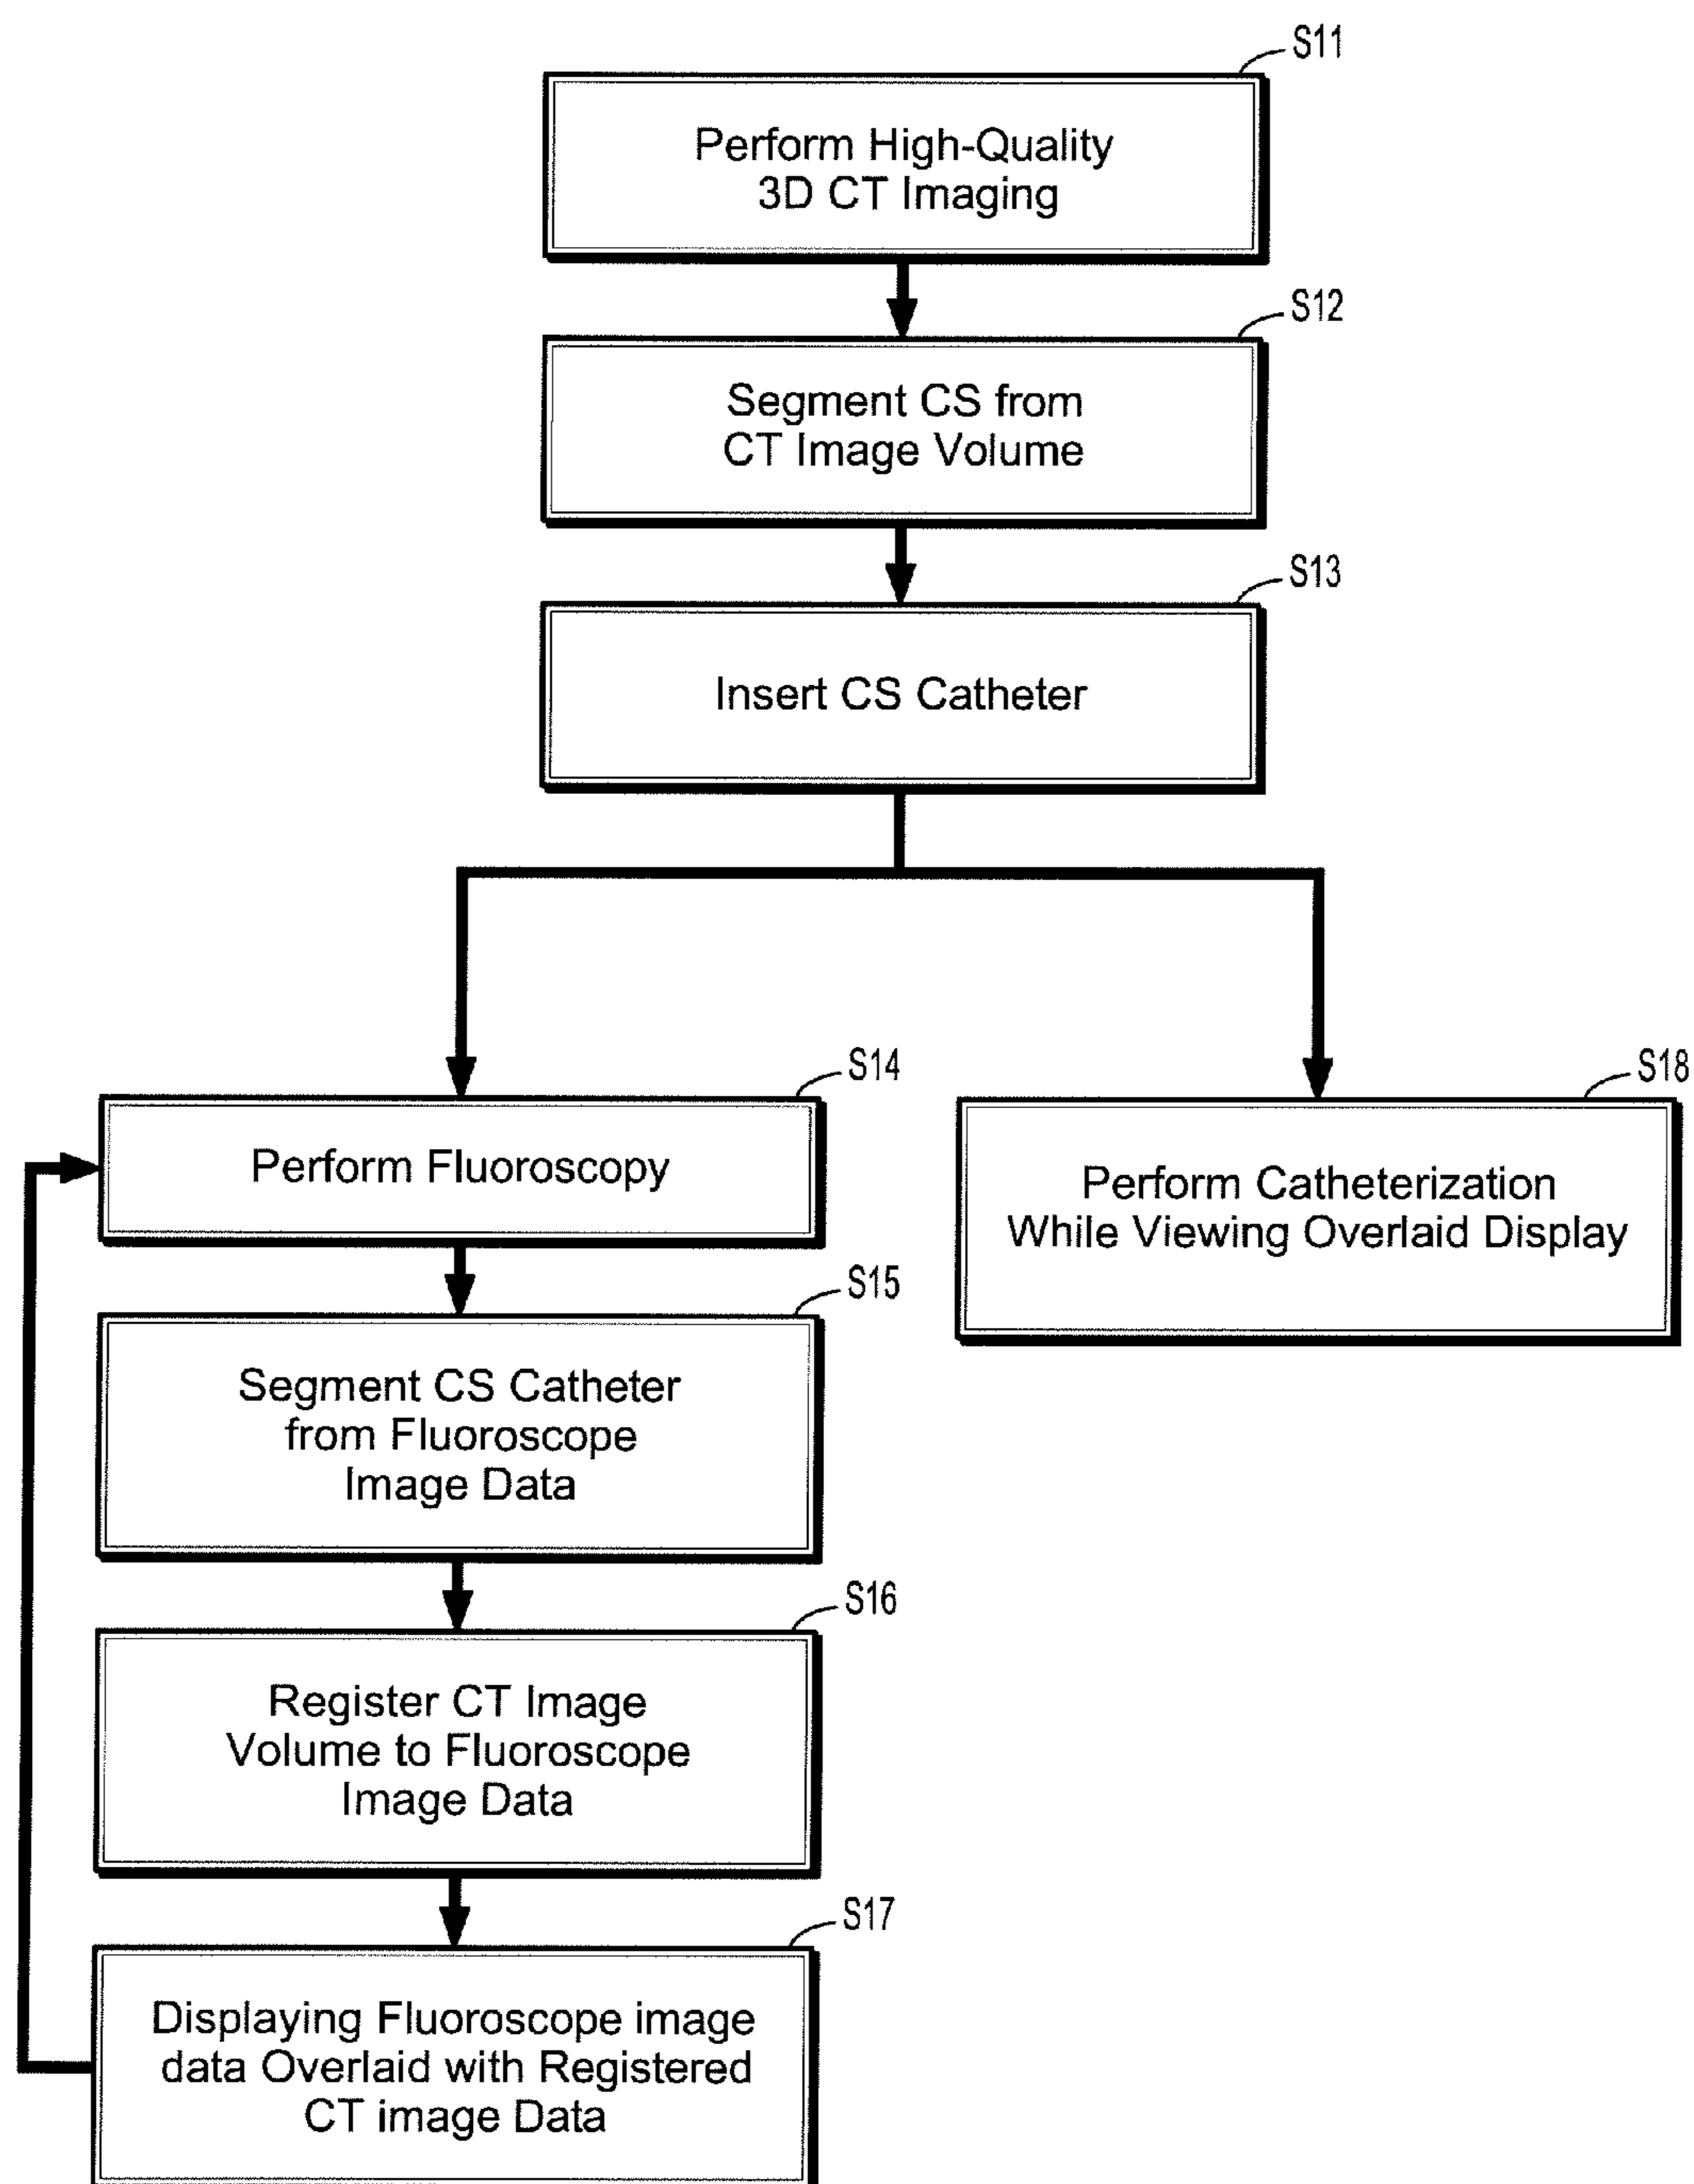 S11
Perform High-Quality
3D CT Imaging
S12
Segment CS from
CT Image Volume
S13
Insert CS Catheter
S14
Perform Fluoroscopy
S18
Perform Catheterization
While Viewing Overlaid Display
S15
Segment CS Catheter
from Fluoroscope
Image Data
S16
Register CT Image
Volume to Fluoroscope
Image Data
S17
Displaying Fluoroscope image
data Overlaid with Registered
CT image Data